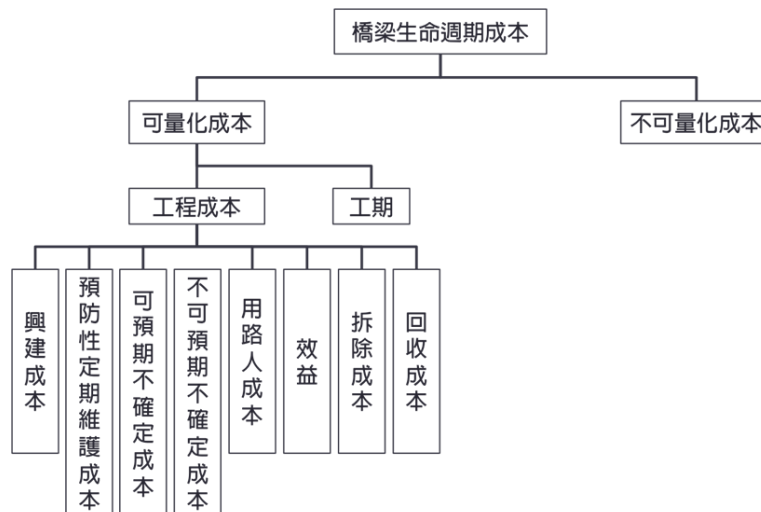 橋梁生命週期成本
可量化成本
不可量化成本
工程成本
工期
興建成本
預防性定期維護成本
可預期不確定成本
不可預期不確定成本
用路人成本
效益
拆除成本
回收成本